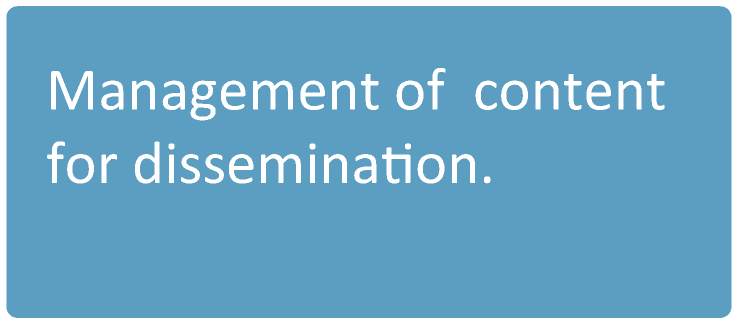 Management of  content
for dissemination.